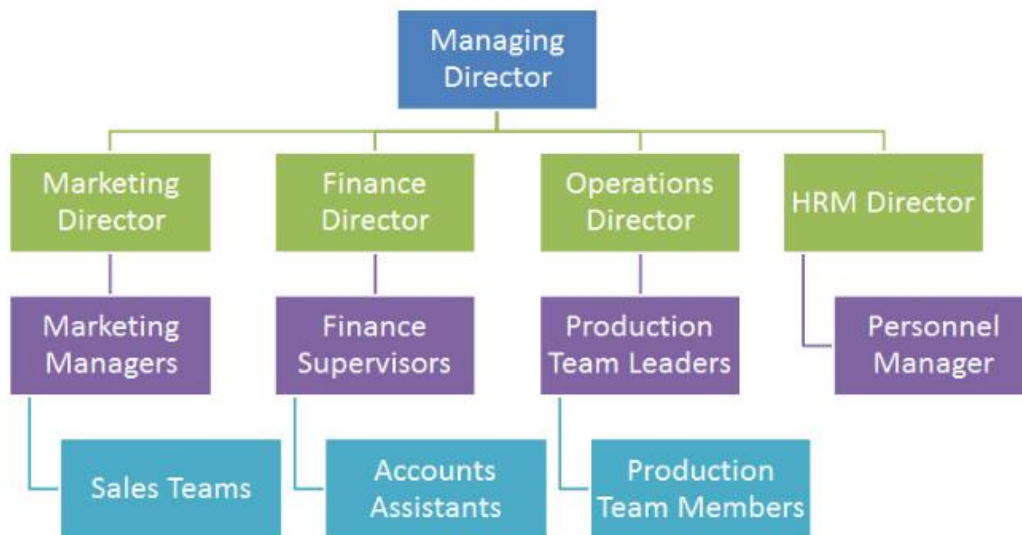 Managing
Director
Marketing
Director
Finance
Director
Operations
Director
HRM Director
Marketing
Managers
Finance
Supervisors
Production
Team Leaders
Personnel
Manager
Sales Teams
Accounts
Assistants
Production
Team Members